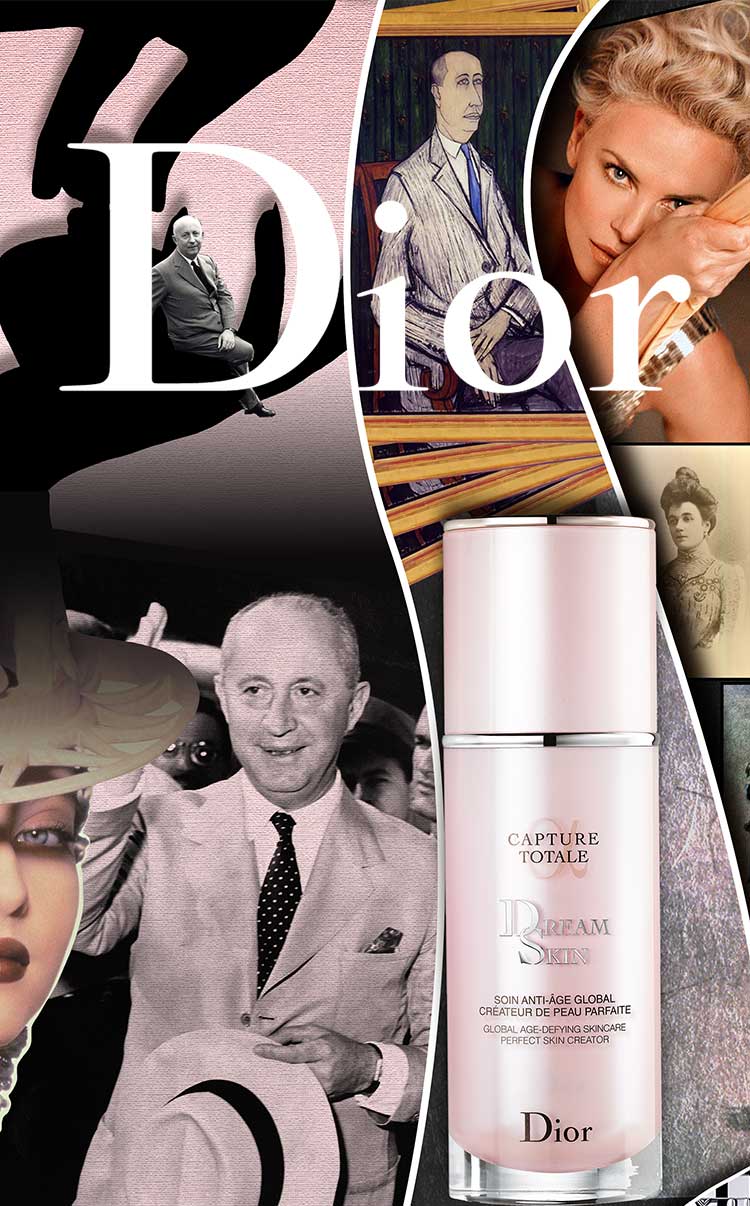 Dior
CAPTURE
TOTALE
DREAM
SKIN
SOIN ANTI-ÂGE GLOBAL
CRÉATEUR DE PEAU PARFAITE
GLOBAL AGE-DEFYING SKINCARE
PERFECT SKIN CREATOR
Dior